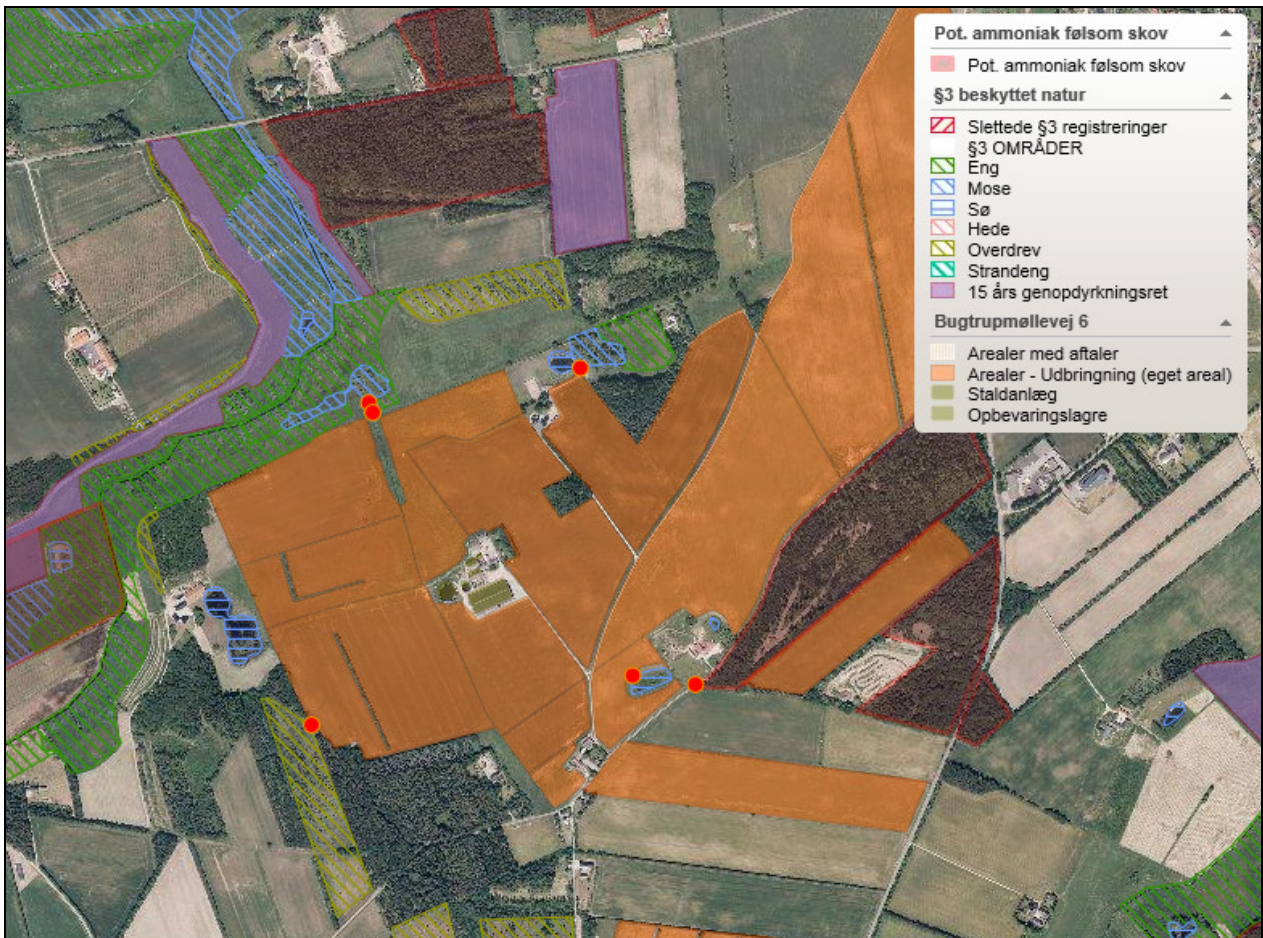 Pot. ammoniak følsom skov
Pot. ammoniak følsom skov
§3 beskyttet natur
Slettede §3 registreringer
§3 OMRÅDER
Eng
Mose
Sø
Hede
Overdrev
Strandeng
15 års genopdyrkningsret
Bugtrupmøllevej 6
Arealer med aftaler
Arealer - Udbringning (eget areal)
Staldanlæg
Opbevaringslagre